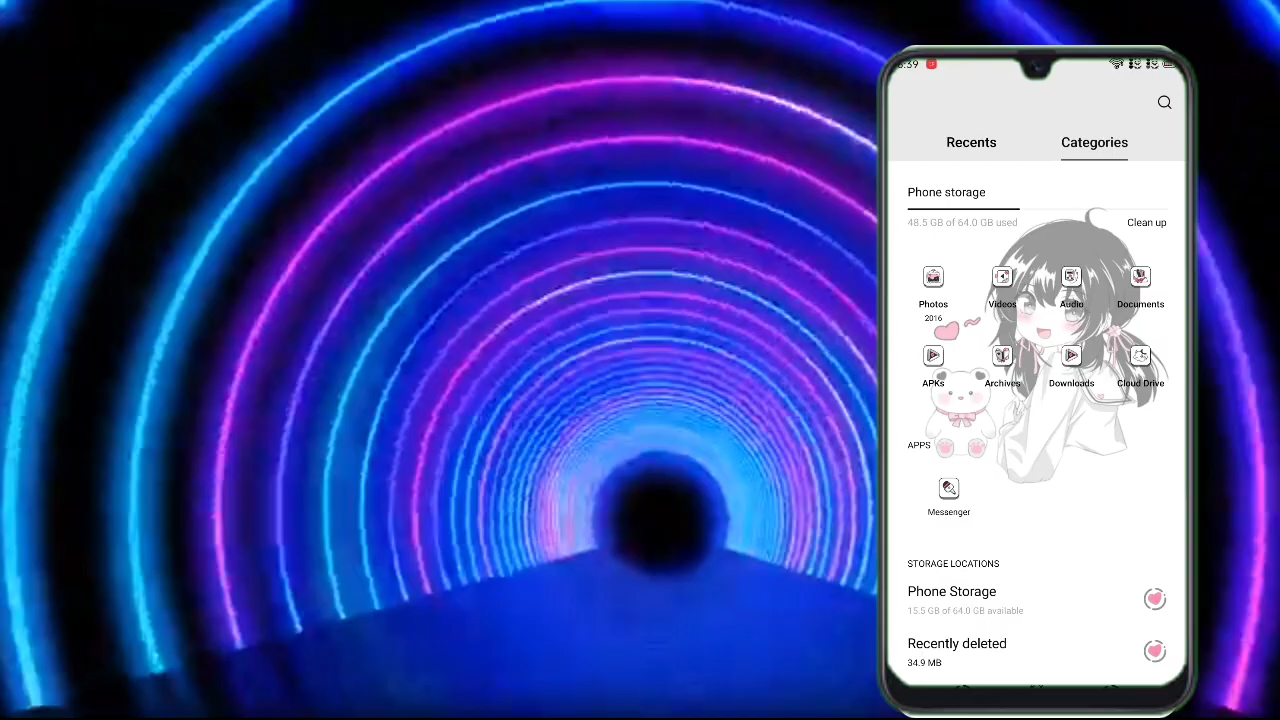 Recents Categories
Phone storage
48.5 GB of 64.0 GB used Clean up
Photos Videos Audio Documents
2016
APKs Archives Downloads Cloud Drive
APPS
Messenger
STORAGE LOCATIONS
Phone Storage
15.5 GB of 64.0 GB available
Recently deleted
34.9 MB